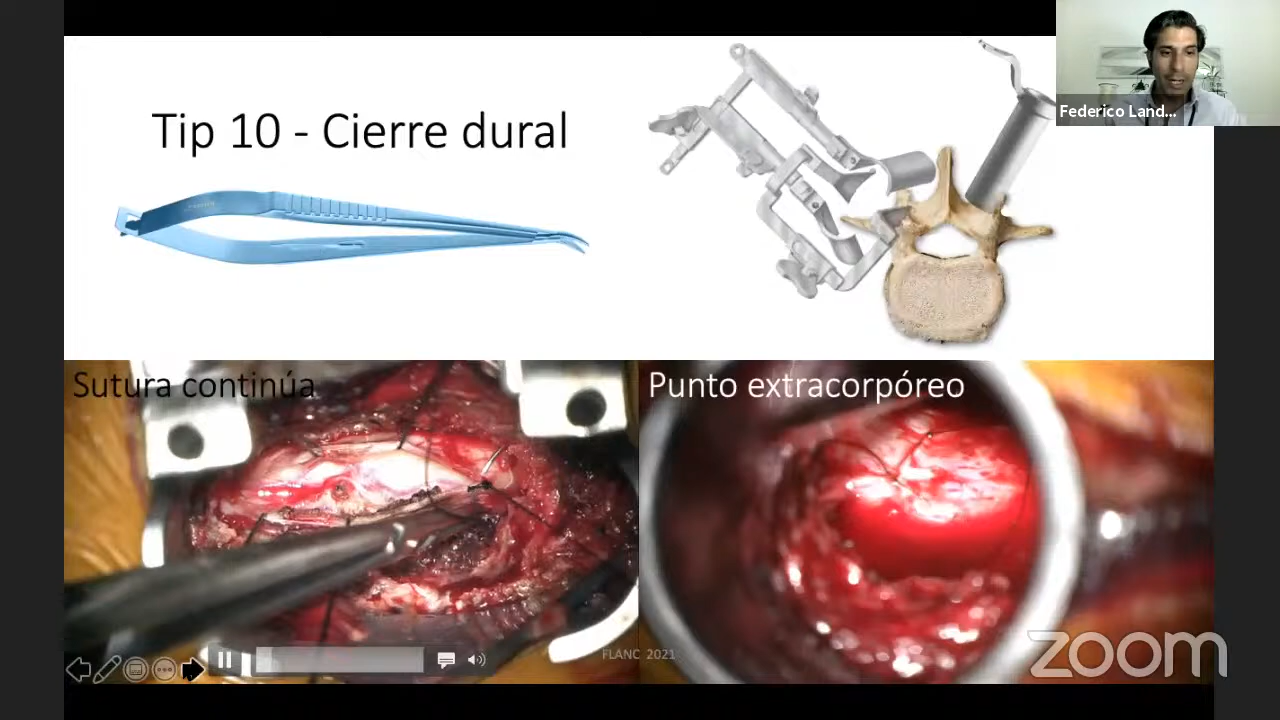 Tip 10 - Cierre dural
Federico Land...
Sutura continúa
Punto extracorpóreo
FLANC 2021
zoom